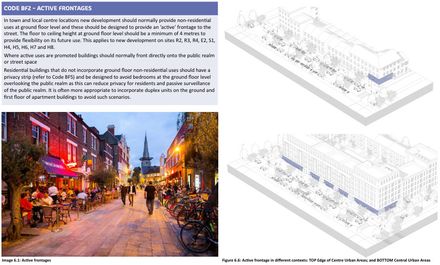 CODE BF2 – ACTIVE FRONTAGES
In town and local centre locations new development should normally provide non-residential
uses at ground floor level and these should be designed to provide an 'active' frontage to
the street. The floor to ceiling height at ground floor level should be a minimum of 4 metres to
provide flexibility on its future use. This applies to new development on sites R2, R3, R4, E2, S1,
H4, H5, H6, H7 and H8.
Where active uses are promoted buildings should normally front directly onto the public realm
or street space
Residential buildings that do not incorporate ground floor non-residential uses should have a
privacy strip (refer to Code BF5) and be designed to avoid bedrooms at the ground floor level
overlooking the public realm as this can reduce privacy for residents and passive surveillance
of the public realm. It is often more appropriate to incorporate duplex units on the ground and
first floor of apartment buildings to avoid such scenarios.
Image 6.1: Active frontages
Figure 6.6: Active frontage in different contexts: TOP Edge of Centre Urban Areas; and BOTTOM Central Urban Areas